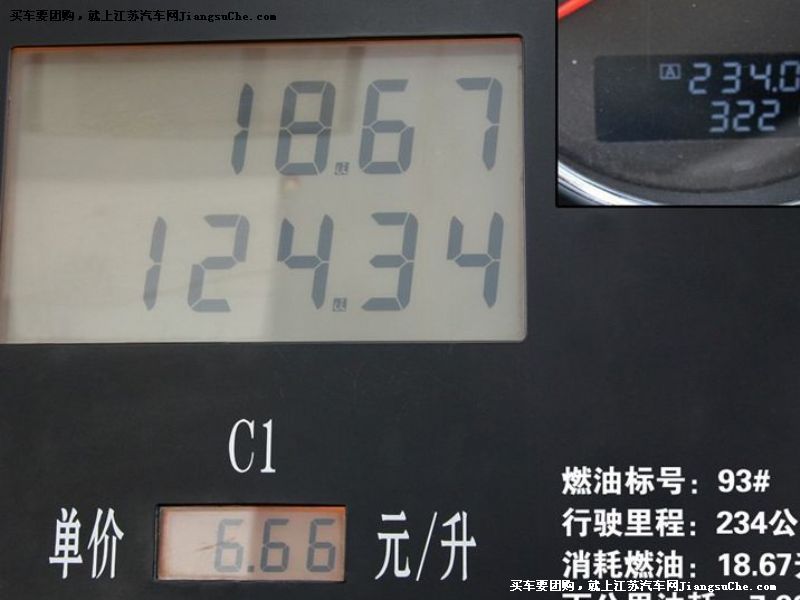 买车要团购，就上江苏汽车网JiangsuChe.com
18.67
124.34
A 234.0
322
C1
单价 6.66 元/升
燃油标号：93#
行驶里程：234公
消耗燃油：18.67
买车要团购，就上江苏汽车网JiangsuChe.com